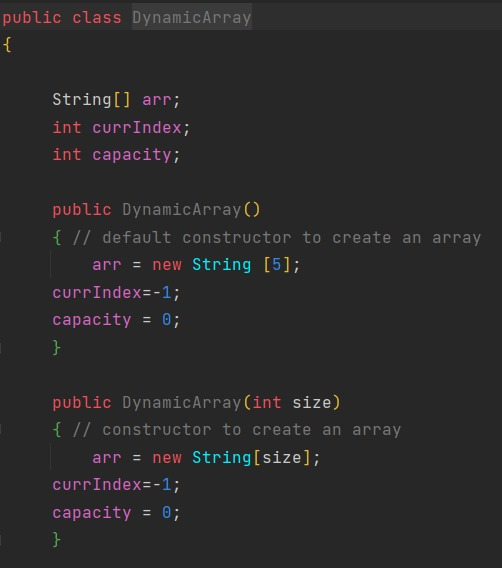 public class DynamicArray
{
String[] arr;
int currIndex;
int capacity;
public DynamicArray()
{ // default constructor to create an array
arr = new String [5];
currIndex=-1;
capacity = 0;
}
public DynamicArray(int size)
{ // constructor to create an array
arr = new String[size];
currIndex=-1;
capacity = 0;
}